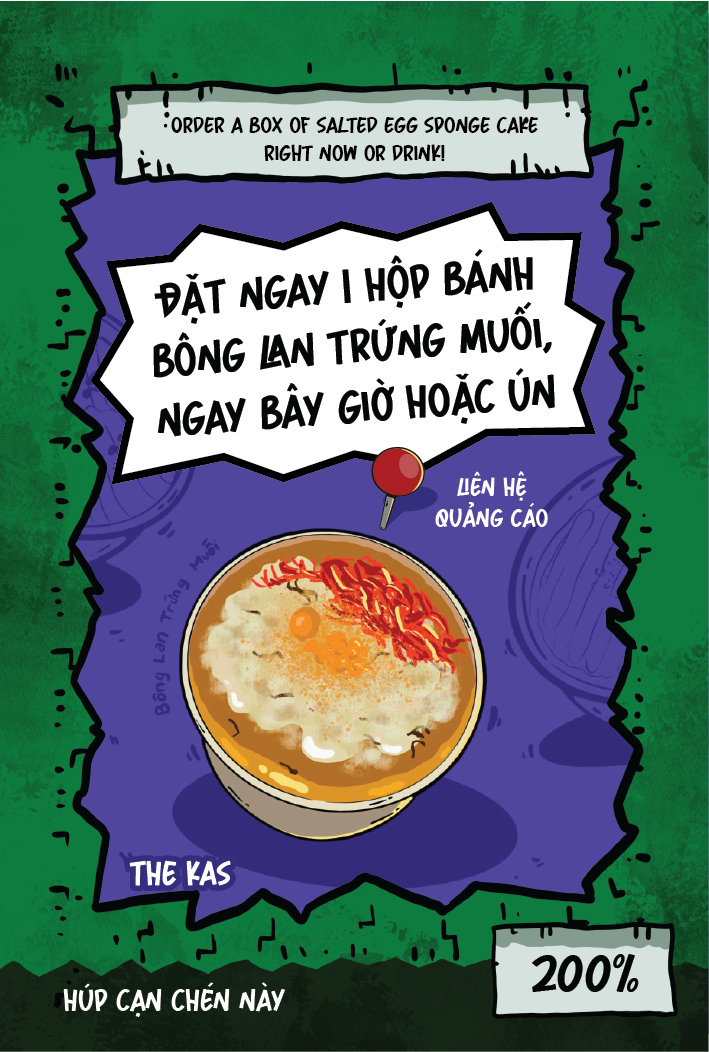 ORDER A BOX OF SALTED EGG SPONGE CAKE
RIGHT NOW OR DRINK!
ĐẶT NGAY 1 HỘP BÁNH
BÔNG LAN TRỨNG MUỐI,
NGAY BÂY GIỜ HOẶC ÚN
LIÊN HỆ
QUẢNG CÁO
Bông Lan Trứng Muối
THE KAS
200%
HÚP CẠN CHÉN NÀY